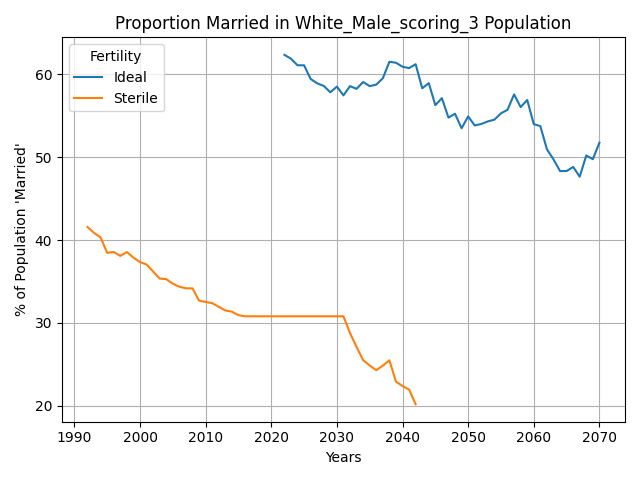 Proportion Married in White_Male_scoring_3 Population
Fertility
Ideal
Sterile
% of Population 'Married'
60
50
40
30
20
1990 2000 2010 2020 2030 2040 2050 2060 2070
Years